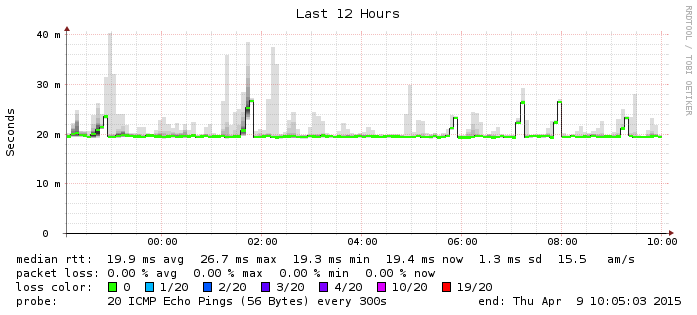 Last 12 Hours
RRDTOOL / TOBI OETIKER
Seconds
40 m
30 m
20 m
10 m
0
00:00 02:00 04:00 06:00 08:00 10:00
median rtt: 19.9 ms avg 26.7 ms max 19.3 ms min 19.4 ms now 1.3 ms sd 15.5 am/s
packet loss: 0.00 % avg 0.00 % max 0.00 % min 0.00 % now
loss color: 0 1/20 2/20 3/20 4/20 10/20 19/20
probe: 20 ICMP Echo Pings (56 Bytes) every 300s end: Thu Apr 9 10:05:03 2015